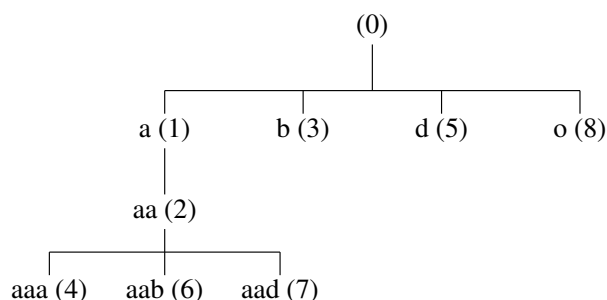 (0)
a (1) b (3) d (5) o (8)
aa (2)
aaa (4) aab (6) aad (7)